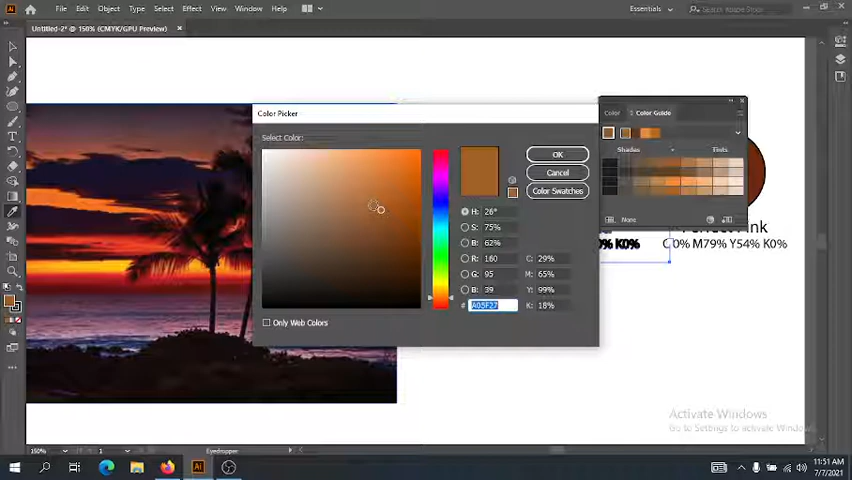 File Edit Object Type Select Effect View Window Help
Essentials
Untitled-2* @ 150% (CMYK/GPU Preview)
Color Picker
Select Color:
OK
Cancel
Color Swatches
H: 26°
S: 75%
B: 62%
R: 160
G: 95
B: 39
# A05F27
C: 29%
M: 65%
Y: 99%
K: 18%
Only Web Colors
Color Color Guide
Shades Tints
None
0% K0%
C0% M79% Y54% K0%
Activate Windows
Go to Settings to activate Windows.
150% 1 Eyedropper
11:51 AM
7/7/2021